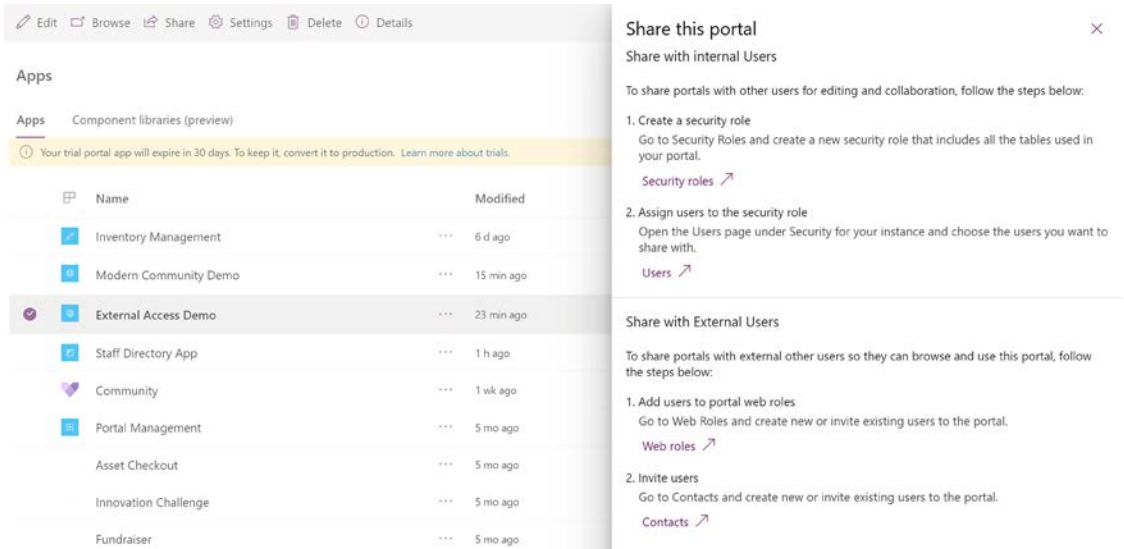 Edit Browse Share Settings Delete Details
Apps
Apps Component libraries (preview)
Your trial portal app will expire in 30 days. To keep it, convert it to production. Learn more about trials.
Name Modified
Inventory Management ... 6 d ago
Modern Community Demo ... 15 min ago
External Access Demo ... 23 min ago
Staff Directory App ... 1 h ago
Community ... 1 wk ago
Portal Management ... 5 mo ago
Asset Checkout ... 5 mo ago
Innovation Challenge ... 5 mo ago
Fundraiser ... 5 mo ago
Share this portal
Share with internal Users
To share portals with other users for editing and collaboration, follow the steps below:
1. Create a security role
Go to Security Roles and create a new security role that includes all the tables used in
your portal.
Security roles
2. Assign users to the security role
Open the Users page under Security for your instance and choose the users you want to
share with.
Users
Share with External Users
To share portals with external other users so they can browse and use this portal, follow
the steps below:
1. Add users to portal web roles
Go to Web Roles and create new or invite existing users to the portal.
Web roles
2. Invite users
Go to Contacts and create new or invite existing users to the portal.
Contacts